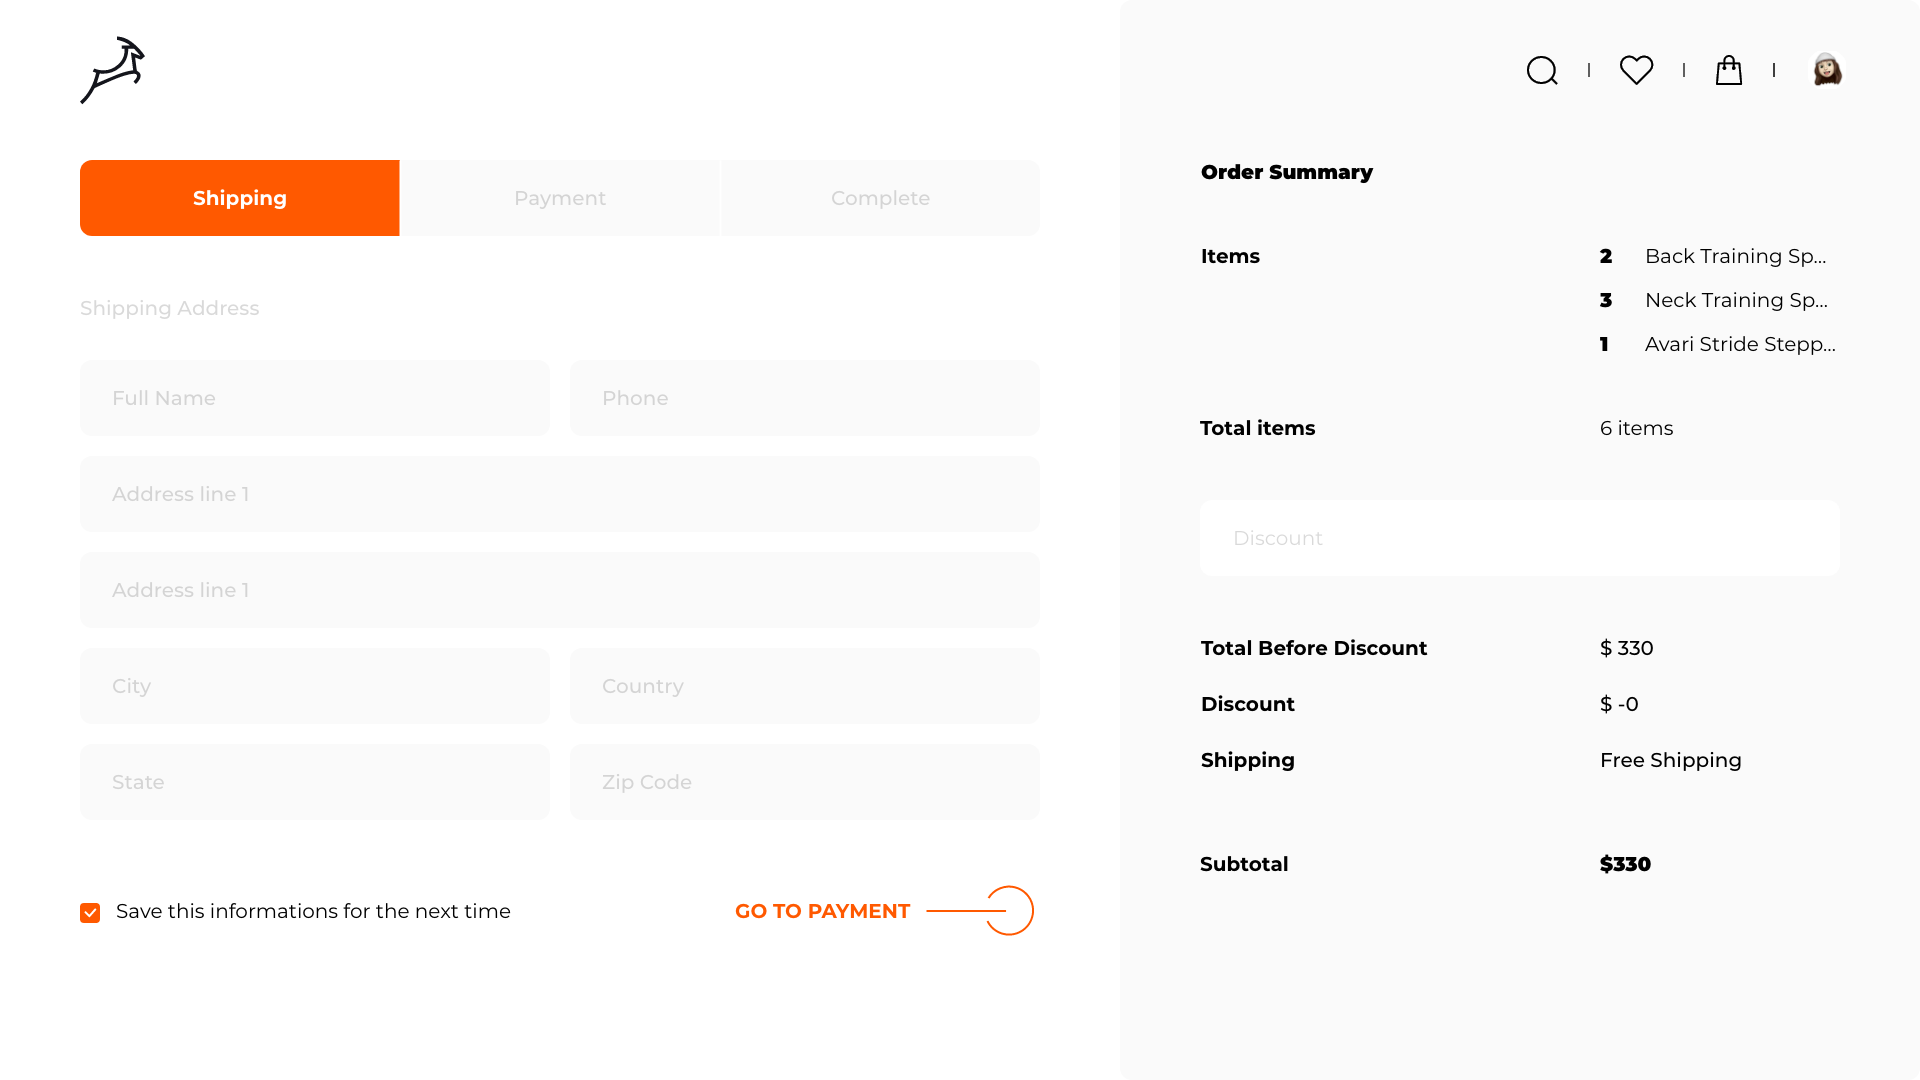 Shipping
Payment
Complete
Shipping Address
Full Name
Phone
Address line 1
Address line 1
City
Country
State
Zip Code
Save this informations for the next time
GO TO PAYMENT
Order Summary
Items
2 Back Training Sp...
3 Neck Training Sp...
1 Avari Stride Stepp...
Total items 6 items
Discount
Total Before Discount $ 330
Discount $ -0
Shipping Free Shipping
Subtotal $330